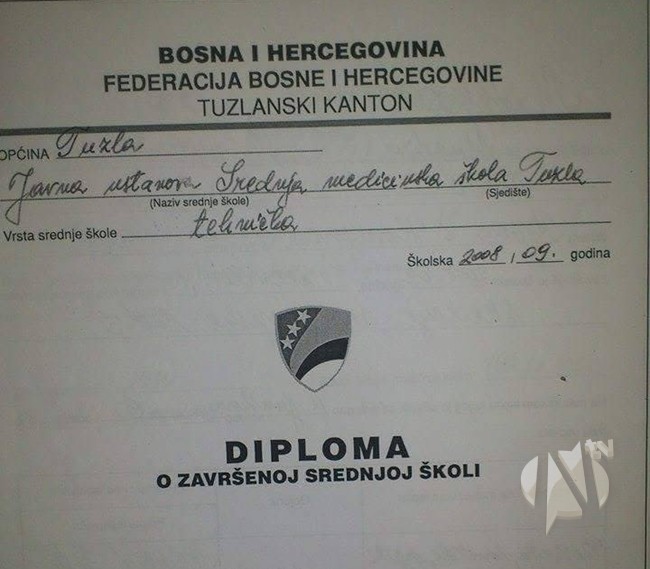 BOSNA I HERCEGOVINA
FEDERACIJA BOSNE I HERCEGOVINE
TUZLANSKI KANTON
OPĆINA Tuzla
Javna ustanova Srednja medicinska škola Tuzla
(Naziv srednje škole) (Sjedište)
Vrsta srednje škole tehnička
Školska 2008/09. godina
DIPLOMA
O ZAVRŠENOJ SREDNJOJ ŠKOLI
NTV